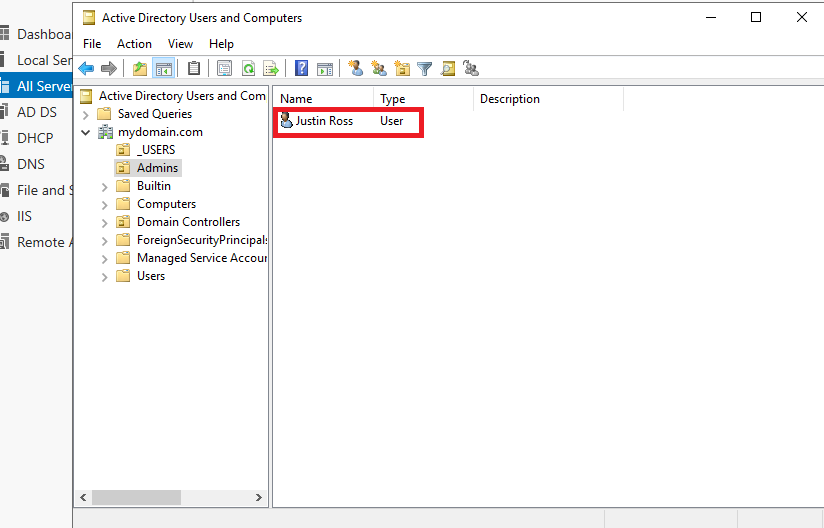 Active Directory Users and Computers
File Action View Help
Dashboa
Local Ser
All Server
AD DS
DHCP
DNS
File and S
IIS
Remote A
Active Directory Users and Com
Saved Queries
mydomain.com
_USERS
Admins
Builtin
Computers
Domain Controllers
ForeignSecurityPrincipals
Managed Service Accour
Users
Name Type Description
Justin Ross User